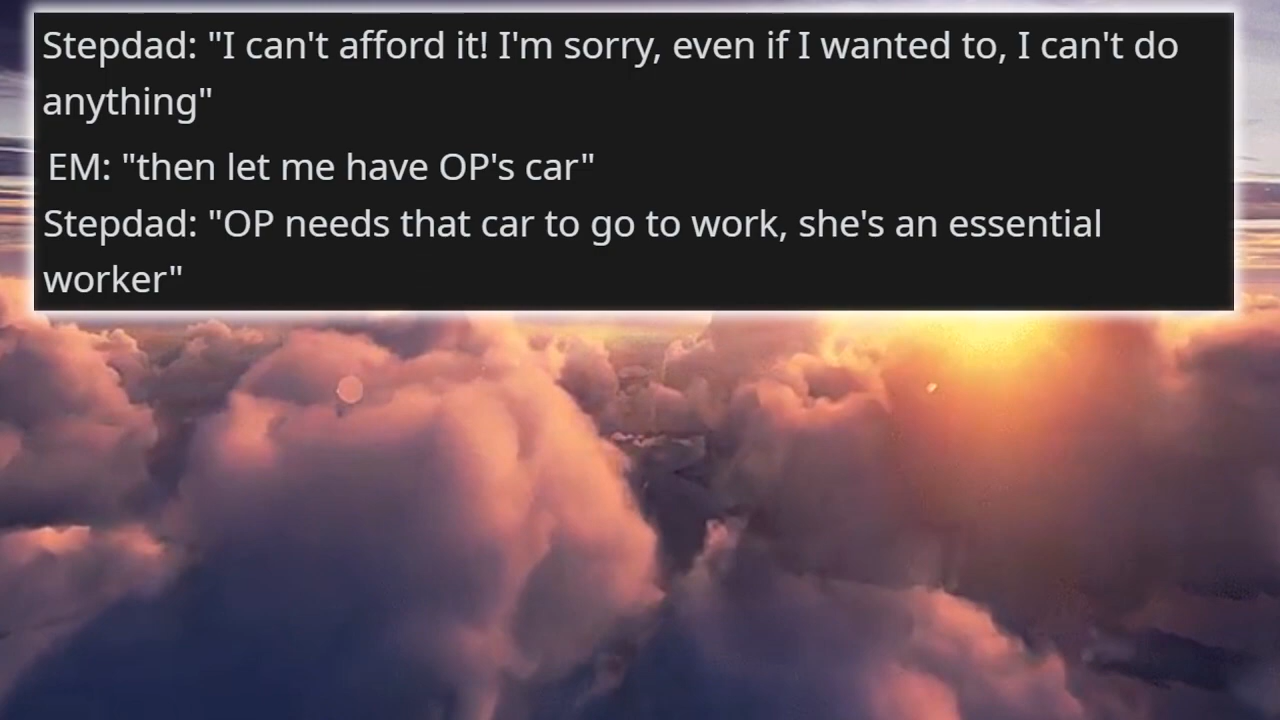 Stepdad: "I can't afford it! I'm sorry, even if I wanted to, I can't do
anything"
EM: "then let me have OP's car"
Stepdad: "OP needs that car to go to work, she's an essential
worker"